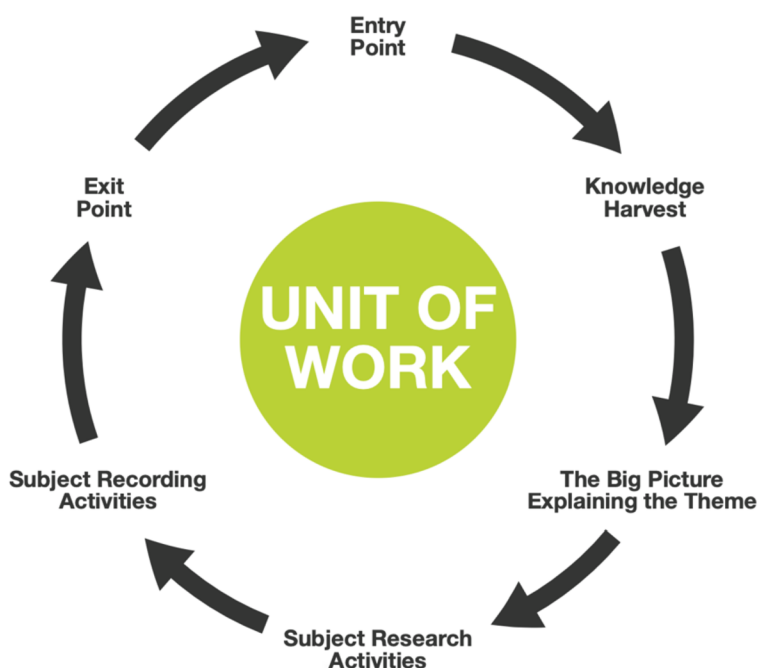 Entry
Point
Knowledge
Harvest
The Big Picture
Explaining the Theme
Subject Research
Activities
Subject Recording
Activities
Exit
Point
UNIT OF
WORK